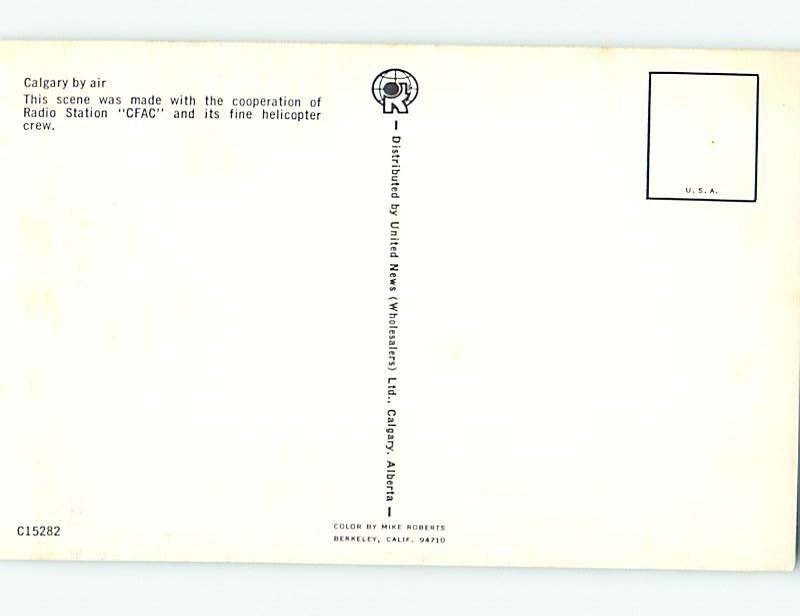 Calgary by air
This scene was made with the cooperation of
Radio Station "CFAC" and its fine helicopter
crew.
R
Distributed by United News (Wholesalers) Ltd., Calgary, Alberta
U. S. A.
C15282
COLOR BY MIKE ROBERTS
BERKELEY, CALIF. 94710